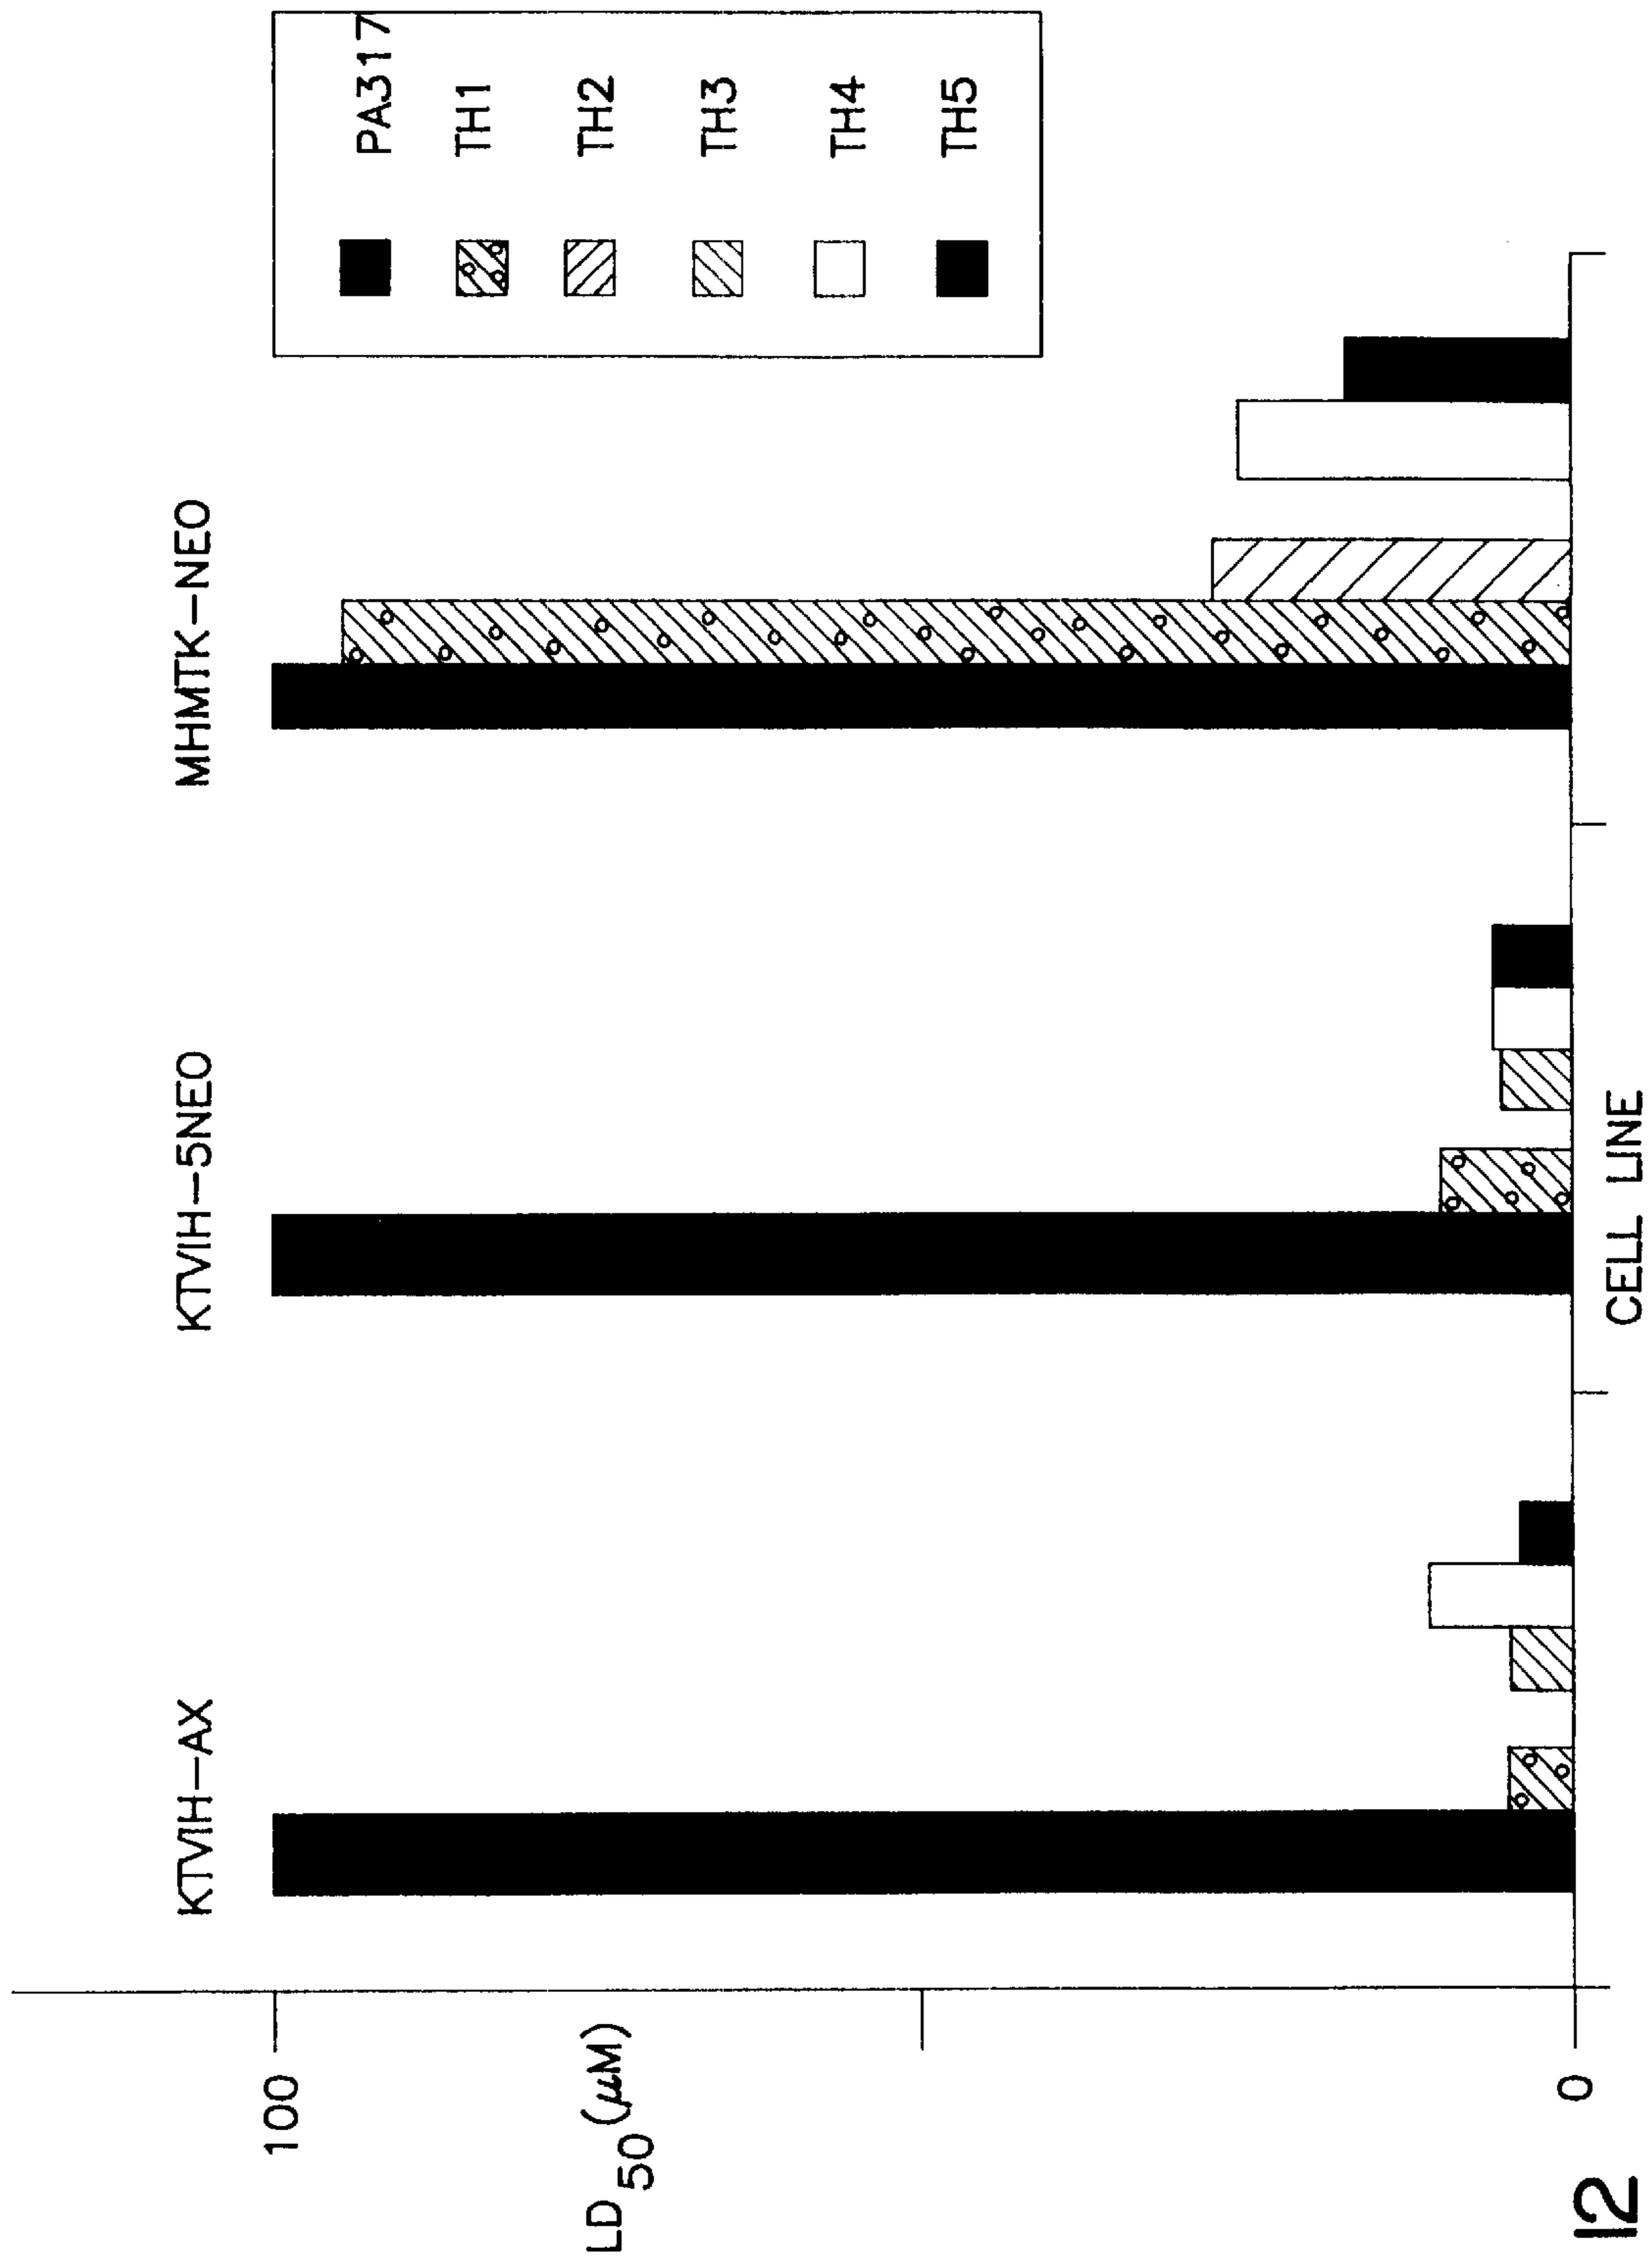 KTVIH–AX
KTVIH–5NEO
MHMTK–NEO
PA317
TH1
TH2
TH3
TH4
TH5
100
LD50 (μM)
0
CELL LINE
12